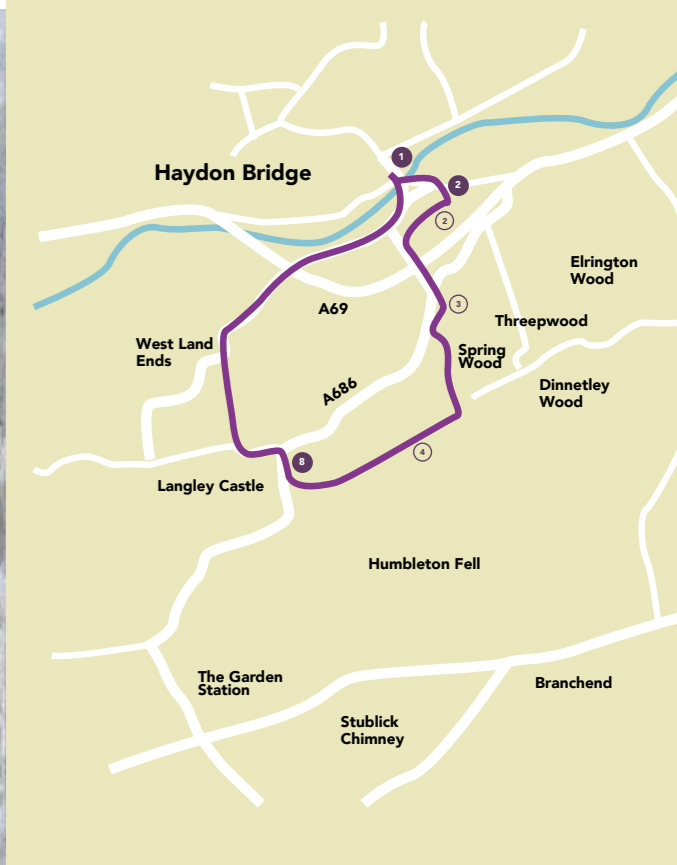 1
Haydon Bridge
2
2
Elrington
Wood
A69
3
Threepwood
West Land
Ends
Spring
Wood
A686
Dinnetley
Wood
4
8
Langley Castle
Humbleton Fell
The Garden
Station
Branchend
Stublick
Chimney